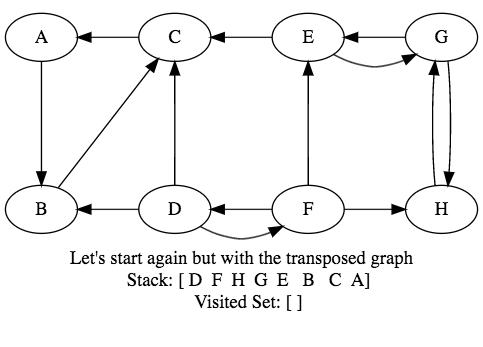 A C E G
B D F H
Let's start again but with the transposed graph
Stack: [ D F H G E B C A]
Visited Set: [ ]